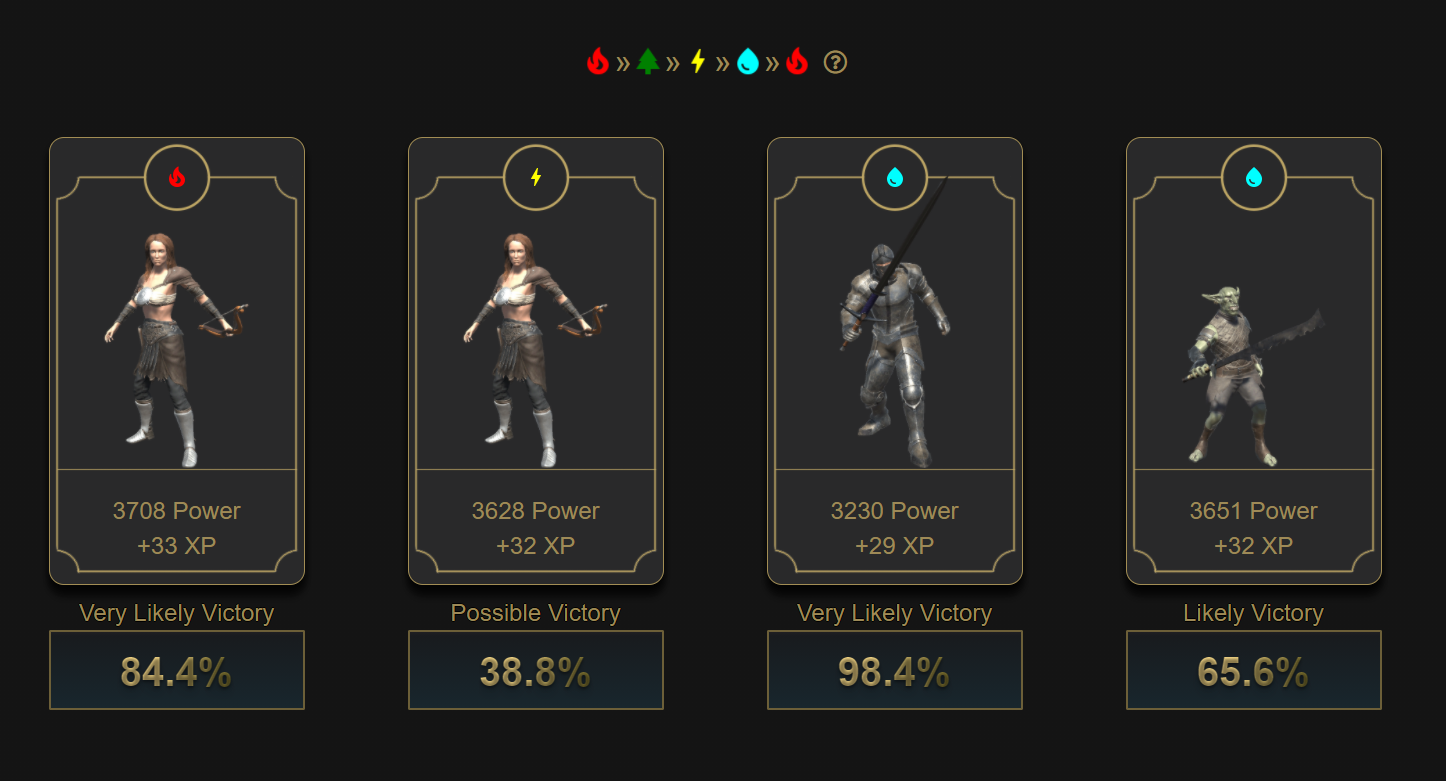 » » » » ?
3708 Power
+33 XP
Very Likely Victory
84.4%
3628 Power
+32 XP
Possible Victory
38.8%
3230 Power
+29 XP
Very Likely Victory
98.4%
3651 Power
+32 XP
Likely Victory
65.6%